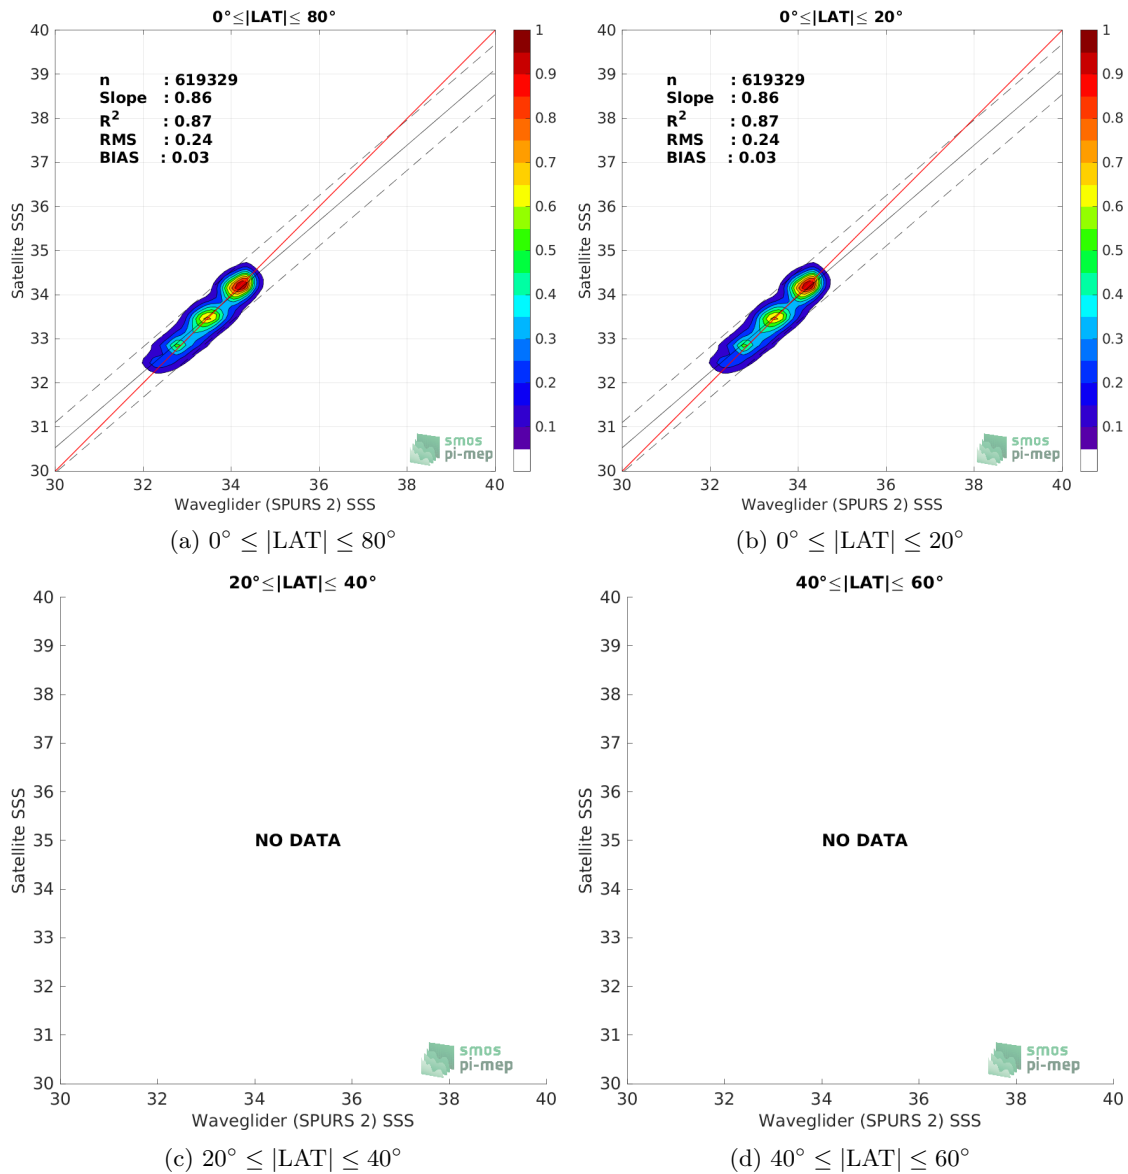 0°≤|LAT|≤ 80°
n : 619329
Slope : 0.86
R² : 0.87
RMS : 0.24
BIAS : 0.03
40
39
38
37
36
35
34
33
32
31
30
Satellite SSS
30 32 34 36 38 40
Waveglider (SPURS 2) SSS
1
0.9
0.8
0.7
0.6
0.5
0.4
0.3
0.2
0.1
smos
pi-mep
(a) 0° ≤ |LAT| ≤ 80°
0°≤|LAT|≤ 20°
n : 619329
Slope : 0.86
R² : 0.87
RMS : 0.24
BIAS : 0.03
40
39
38
37
36
35
34
33
32
31
30
Satellite SSS
30 32 34 36 38 40
Waveglider (SPURS 2) SSS
1
0.9
0.8
0.7
0.6
0.5
0.4
0.3
0.2
0.1
smos
pi-mep
(b) 0° ≤ |LAT| ≤ 20°
20°≤|LAT|≤ 40°
40
39
38
37
36
35
34
33
32
31
30
Satellite SSS
NO DATA
smos
pi-mep
30 32 34 36 38 40
Waveglider (SPURS 2) SSS
(c) 20° ≤ |LAT| ≤ 40°
40°≤|LAT|≤ 60°
40
39
38
37
36
35
34
33
32
31
30
Satellite SSS
NO DATA
smos
pi-mep
30 32 34 36 38 40
Waveglider (SPURS 2) SSS
(d) 40° ≤ |LAT| ≤ 60°